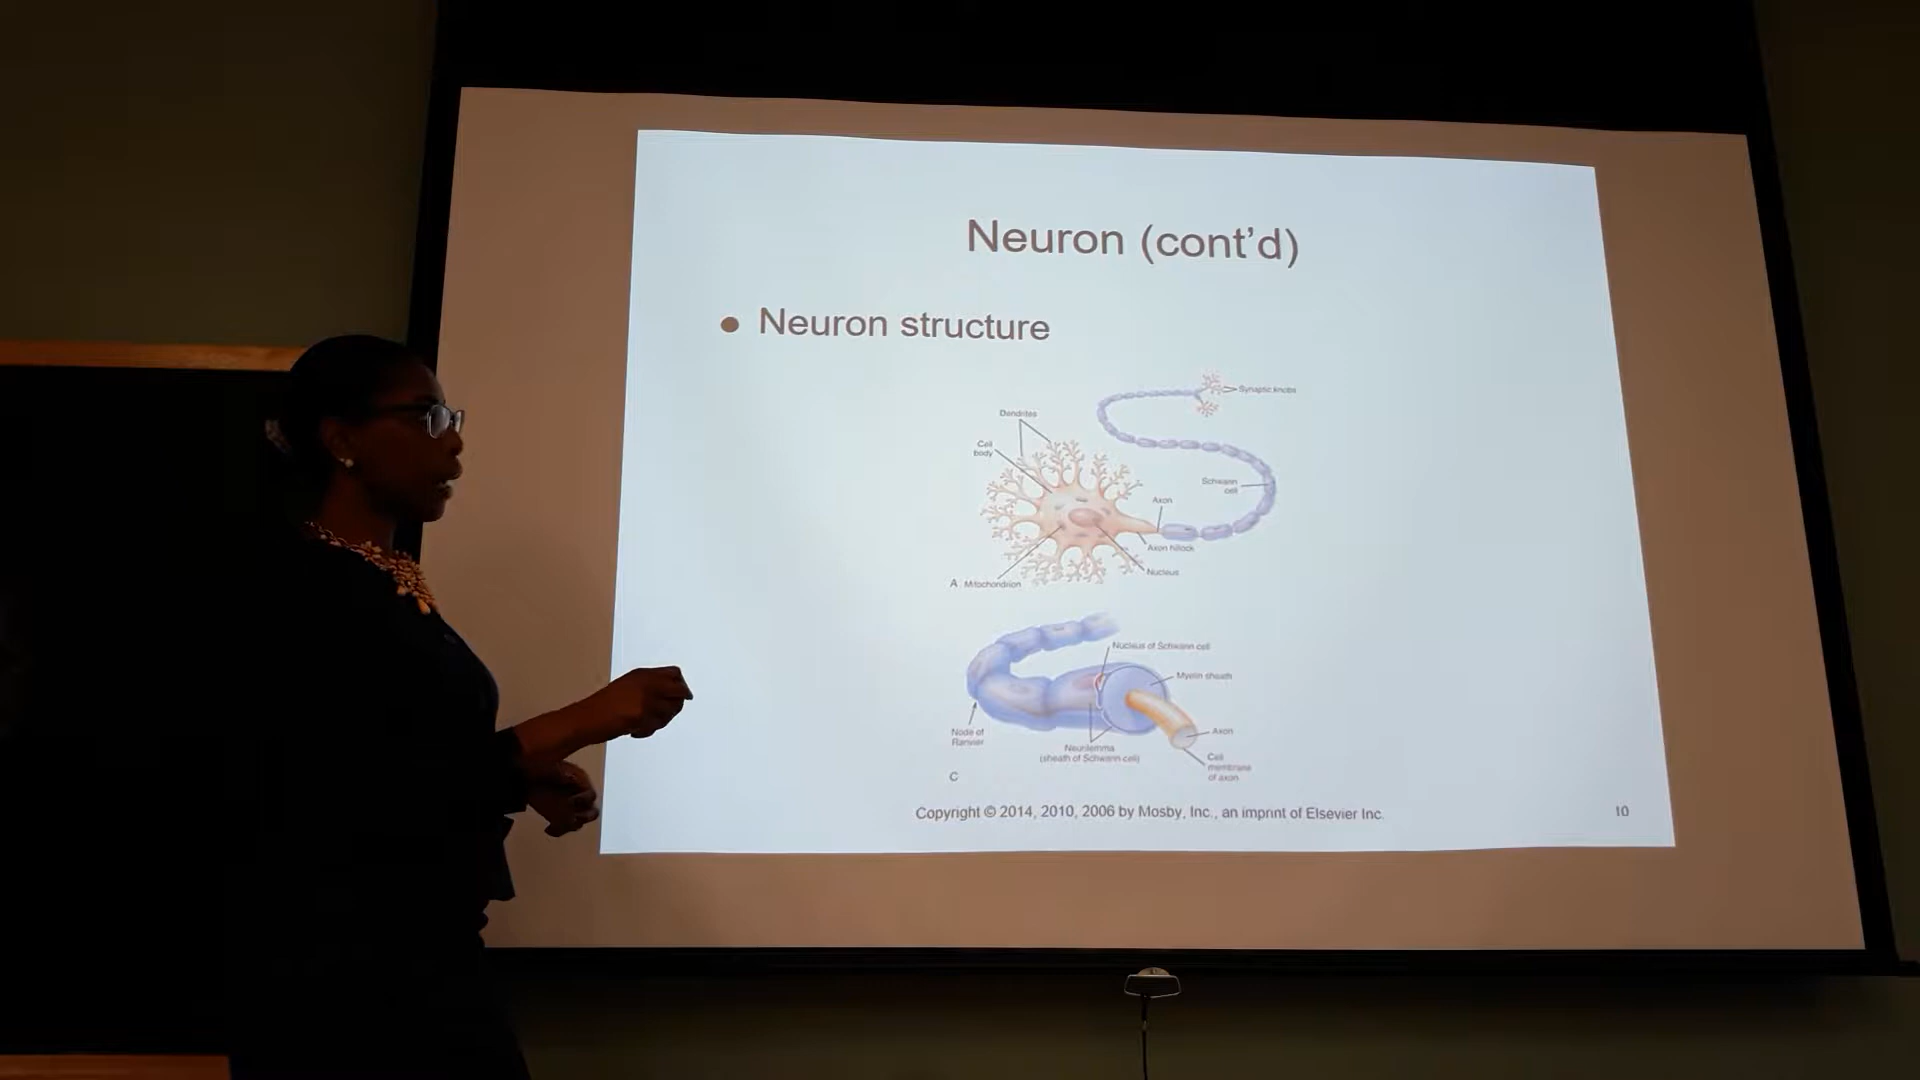 Neuron (cont’d)
● Neuron structure
Synaptic knobs
Dendrites
Cell
body
Schwann
cell
Axon
Axon hillock
Nucleus
A Mitochondrion
Nucleus of Schwann cell
Myelin sheath
Node of
Ranvier
Axon
Neurilemma
(sheath of Schwann cell)
Cell
membrane
of axon
C
Copyright © 2014, 2010, 2006 by Mosby, Inc., an imprint of Elsevier Inc.
10